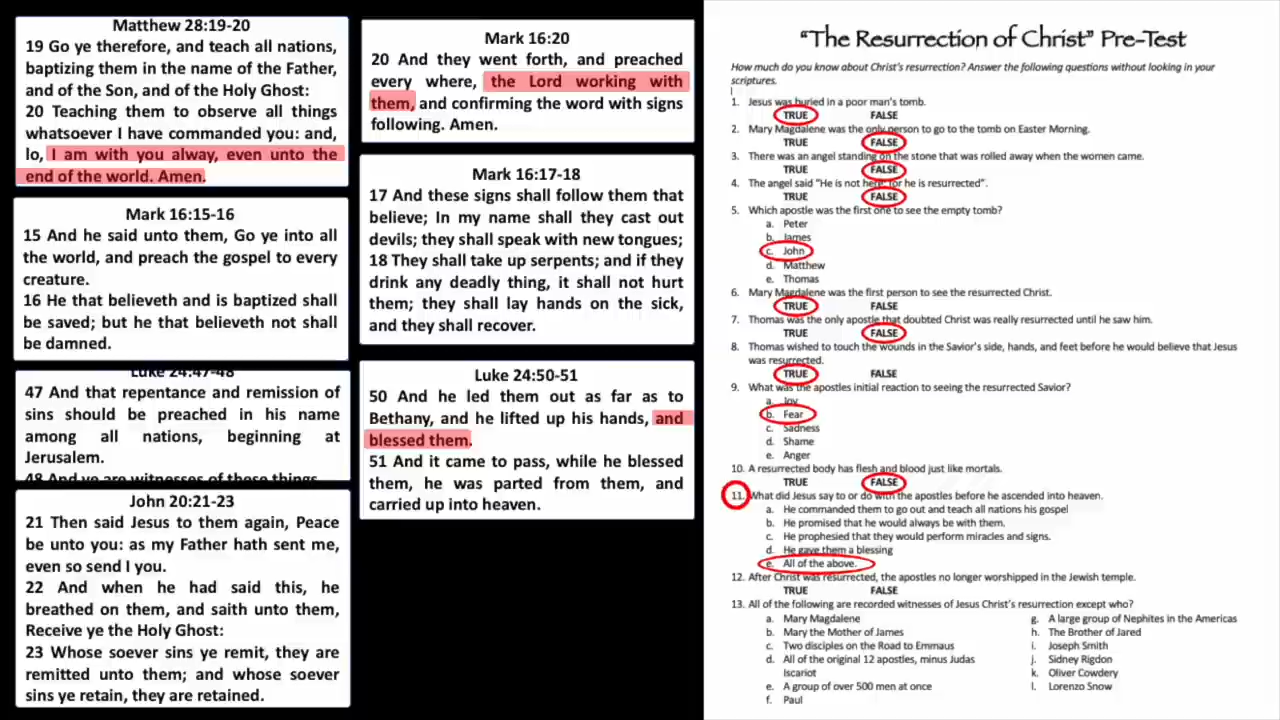 Matthew 28:19-20
19 Go ye therefore, and teach all nations,
baptizing them in the name of the Father,
and of the Son, and of the Holy Ghost:
20 Teaching them to observe all things
whatsoever I have commanded you: and,
lo, I am with you alway, even unto the
end of the world. Amen.
Mark 16:15-16
15 And he said unto them, Go ye into all
the world, and preach the gospel to every
creature.
16 He that believeth and is baptized shall
be saved; but he that believeth not shall
be damned.
Luke 24:47-48
47 And that repentance and remission of
sins should be preached in his name
among all nations, beginning at
Jerusalem.
48 And ye are witnesses of these things.
John 20:21-23
21 Then said Jesus to them again, Peace
be unto you: as my Father hath sent me,
even so send I you.
22 And when he had said this, he
breathed on them, and saith unto them,
Receive ye the Holy Ghost:
23 Whose soever sins ye remit, they are
remitted unto them; and whose soever
sins ye retain, they are retained.
Mark 16:20
20 And they went forth, and preached
every where, the Lord working with
them, and confirming the word with signs
following. Amen.
Mark 16:17-18
17 And these signs shall follow them that
believe; In my name shall they cast out
devils; they shall speak with new tongues;
18 They shall take up serpents; and if they
drink any deadly thing, it shall not hurt
them; they shall lay hands on the sick,
and they shall recover.
Luke 24:50-51
50 And he led them out as far as to
Bethany, and he lifted up his hands, and
blessed them.
51 And it came to pass, while he blessed
them, he was parted from them, and
carried up into heaven.
“The Resurrection of Christ” Pre-Test
How much do you know about Christ's resurrection? Answer the following questions without looking in your
scriptures.
1. Jesus was buried in a poor man's tomb.
TRUE FALSE
2. Mary Magdalene was the only person to go to the tomb on Easter Morning.
TRUE FALSE
3. There was an angel standing on the stone that was rolled away when the women came.
TRUE FALSE
4. The angel said “He is not here, for he is resurrected”.
TRUE FALSE
5. Which apostle was the first one to see the empty tomb?
a. Peter
b. James
c. John
d. Matthew
e. Thomas
6. Mary Magdalene was the first person to see the resurrected Christ.
TRUE FALSE
7. Thomas was the only apostle that doubted Christ was really resurrected until he saw him.
TRUE FALSE
8. Thomas wished to touch the wounds in the Savior's side, hands, and feet before he would believe that Jesus
was resurrected.
TRUE FALSE
9. What was the apostles initial reaction to seeing the resurrected Savior?
a. Joy
b. Fear
c. Sadness
d. Shame
e. Anger
10. A resurrected body has flesh and blood just like mortals.
TRUE FALSE
11. What did Jesus say to or do with the apostles before he ascended into heaven.
a. He commanded them to go out and teach all nations his gospel
b. He promised that he would always be with them.
c. He prophesied that they would perform miracles and signs.
d. He gave them a blessing
e. All of the above.
12. After Christ was resurrected, the apostles no longer worshipped in the Jewish temple.
TRUE FALSE
13. All of the following are recorded witnesses of Jesus Christ's resurrection except who?
a. Mary Magdalene
b. Mary the Mother of James
c. Two disciples on the Road to Emmaus
d. All of the original 12 apostles, minus Judas
Iscariot
e. A group of over 500 men at once
f. Paul
g. A large group of Nephites in the Americas
h. The Brother of Jared
i. Joseph Smith
j. Sidney Rigdon
k. Oliver Cowdery
l. Lorenzo Snow